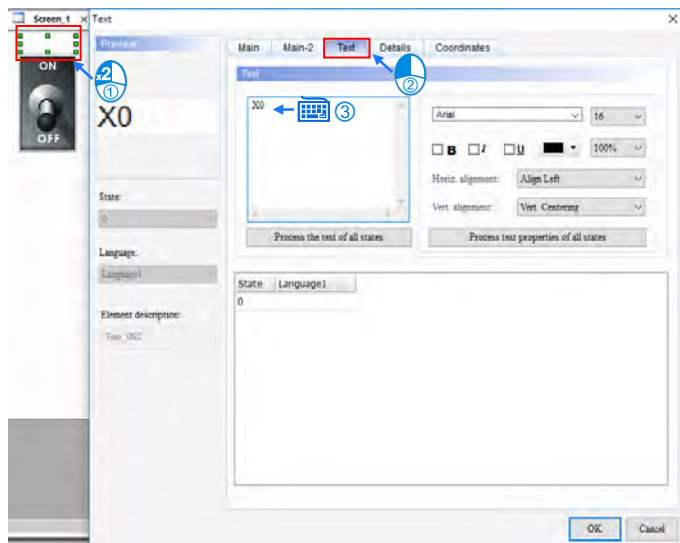 Screen_1 × Text
Preview
Main Main-2 Text Details Coordinates
ON
OFF
x2
①
②
Text
X0
③
X0
Arial 16
B I U 100%
Horiz. alignment: Align Left
Vert. alignment: Vert. Centering
Process the text of all states
Process text properties of all states
State:
0
Language:
Language1
Element description:
Text_002
State Language1
0
OK Cancel